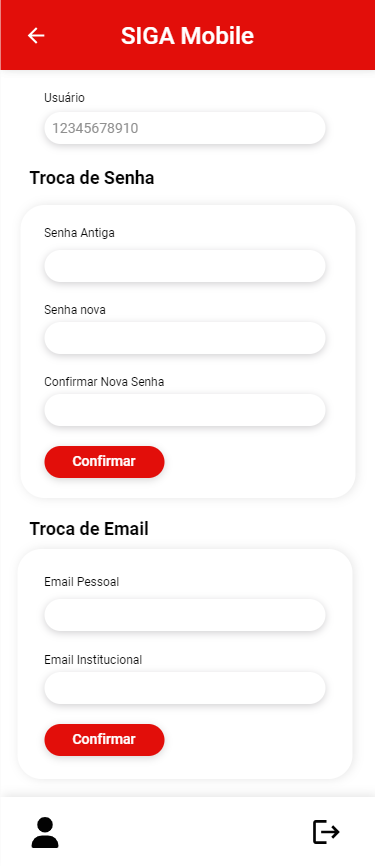 SIGA Mobile
Usuário
12345678910
Troca de Senha
Senha Antiga
Senha nova
Confirmar Nova Senha
Confirmar
Troca de Email
Email Pessoal
Email Institucional
Confirmar